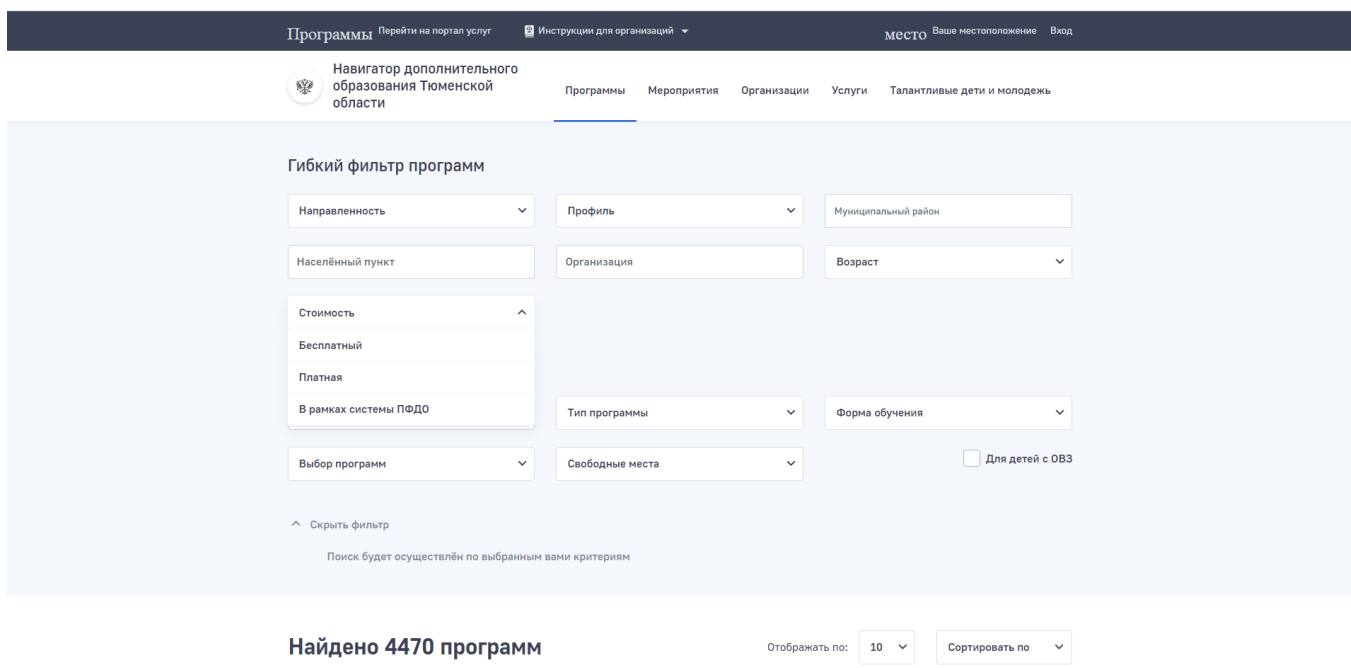 Программы Перейти на портал услуг Инструкции для организаций место Ваше местоположение Вход
Навигатор дополнительного
образования Тюменской
области
Программы Мероприятия Организации Услуги Талантливые дети и молодежь
Гибкий фильтр программ
Направленность Профиль Муниципальный район
Населённый пункт Организация Возраст
Стоимость
Бесплатный
Платная
В рамках системы ПФДО
Тип программы Форма обучения
Выбор программ Свободные места Для детей с ОВЗ
Скрыть фильтр
Поиск будет осуществлён по выбранным вами критериям
Найдено 4470 программ Отображать по: 10 Сортировать по